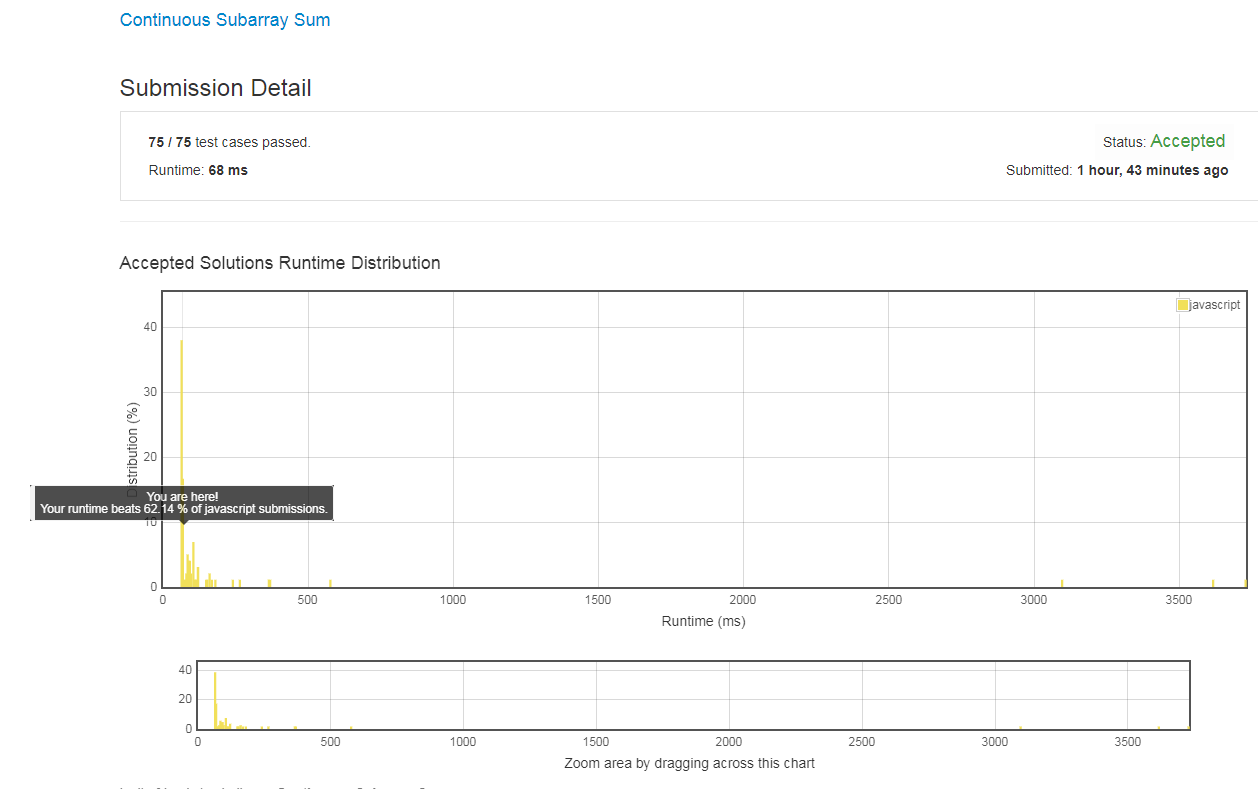 Continuous Subarray Sum
Submission Detail
75 / 75 test cases passed.
Status: Accepted
Runtime: 68 ms
Submitted: 1 hour, 43 minutes ago
Accepted Solutions Runtime Distribution
javascript
40
30
20
10
0
Distribution (%)
You are here!
Your runtime beats 62.14 % of javascript submissions.
0 500 1000 1500 2000 2500 3000 3500
Runtime (ms)
40
20
0
0 500 1000 1500 2000 2500 3000 3500
Zoom area by dragging across this chart